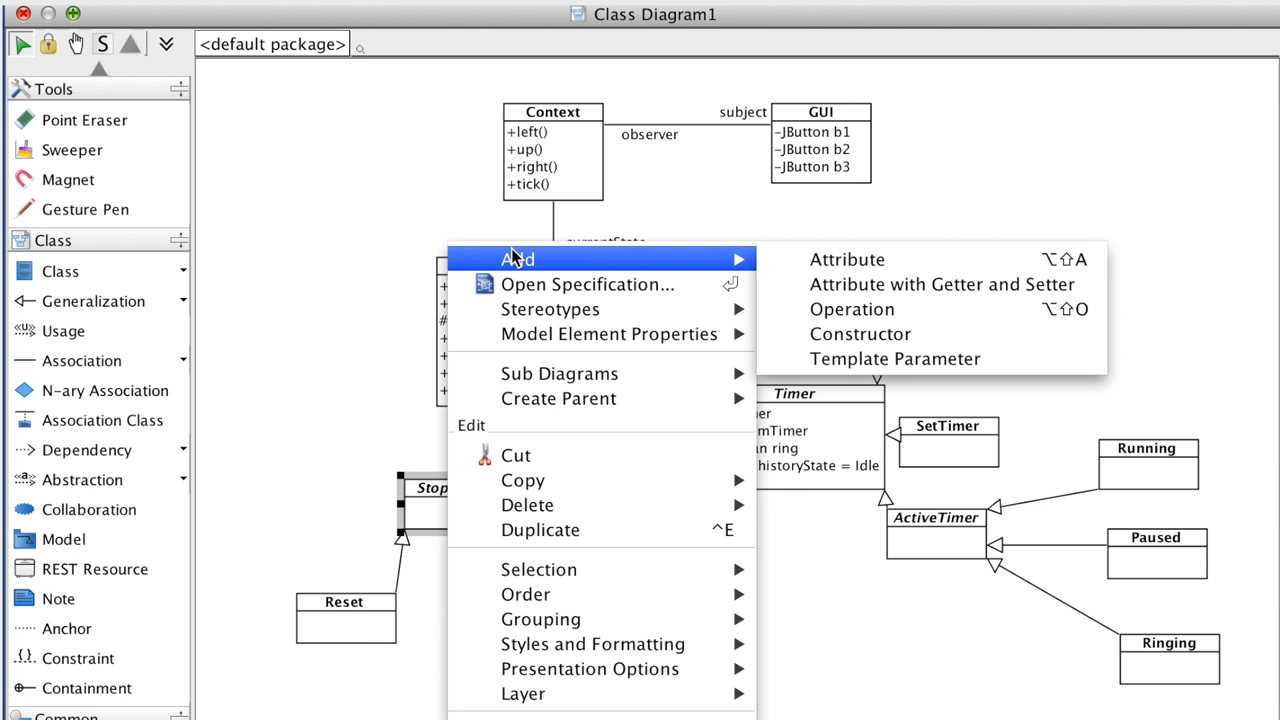 Class Diagram1
S
<default package>
Tools
Point Eraser
Sweeper
Magnet
Gesture Pen
Class
Class
Generalization
Usage
Association
N-ary Association
Association Class
Dependency
Abstraction
Collaboration
Model
REST Resource
Note
Anchor
Constraint
Containment
Common
Context
+left()
+up()
+right()
+tick()
observer
subject
GUI
-JButton b1
-JButton b2
-JButton b3
currentState
+
+
#
+
+
+
+
Add
Open Specification...
Stereotypes
Model Element Properties
Sub Diagrams
Create Parent
Edit
Cut
Copy
Delete
Duplicate ^E
Selection
Order
Grouping
Styles and Formatting
Presentation Options
Layer
Attribute ⌥⇧A
Attribute with Getter and Setter
Operation ⌥⇧O
Constructor
Template Parameter
Timer
mTimer
ring
historyState = Idle
SetTimer
Running
ActiveTimer
Paused
Ringing
Stop
Reset